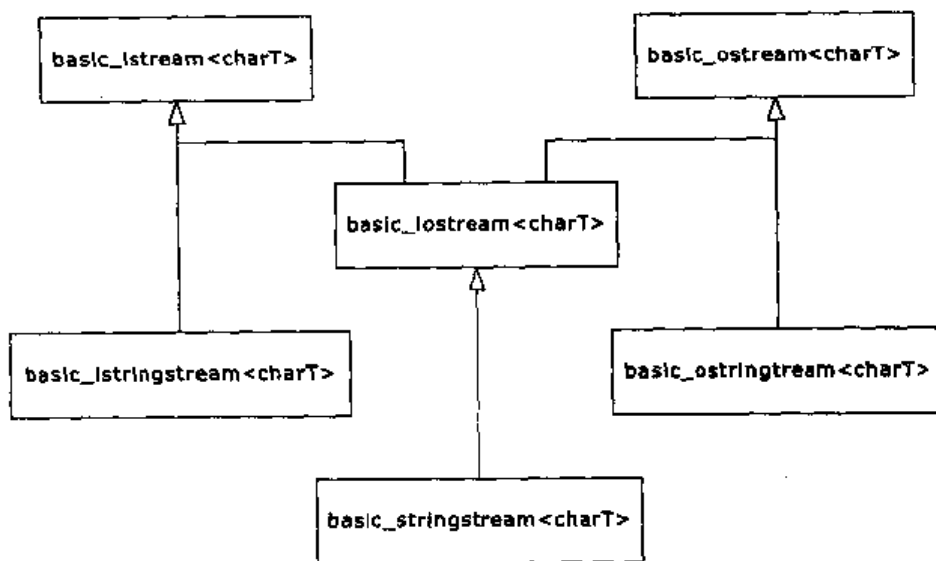 basic_istream<charT>
basic_ostream<charT>
basic_iostream<charT>
basic_istringstream<charT>
basic_ostringtream<charT>
basic_stringstream<charT>